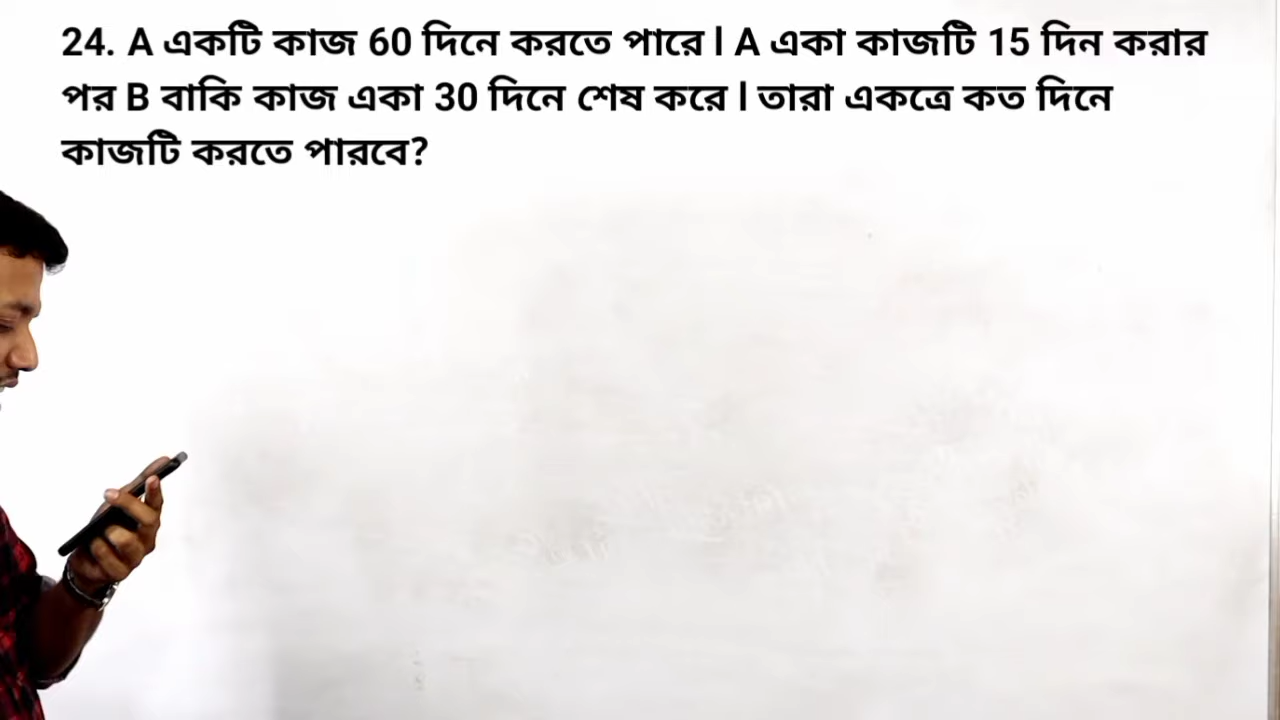 24. A একটি কাজ 60 দিনে করতে পারে l A একা কাজটি 15 দিন করার
পর B বাকি কাজ একা 30 দিনে শেষ করে l তারা একত্রে কত দিনে
কাজটি করতে পারবে?